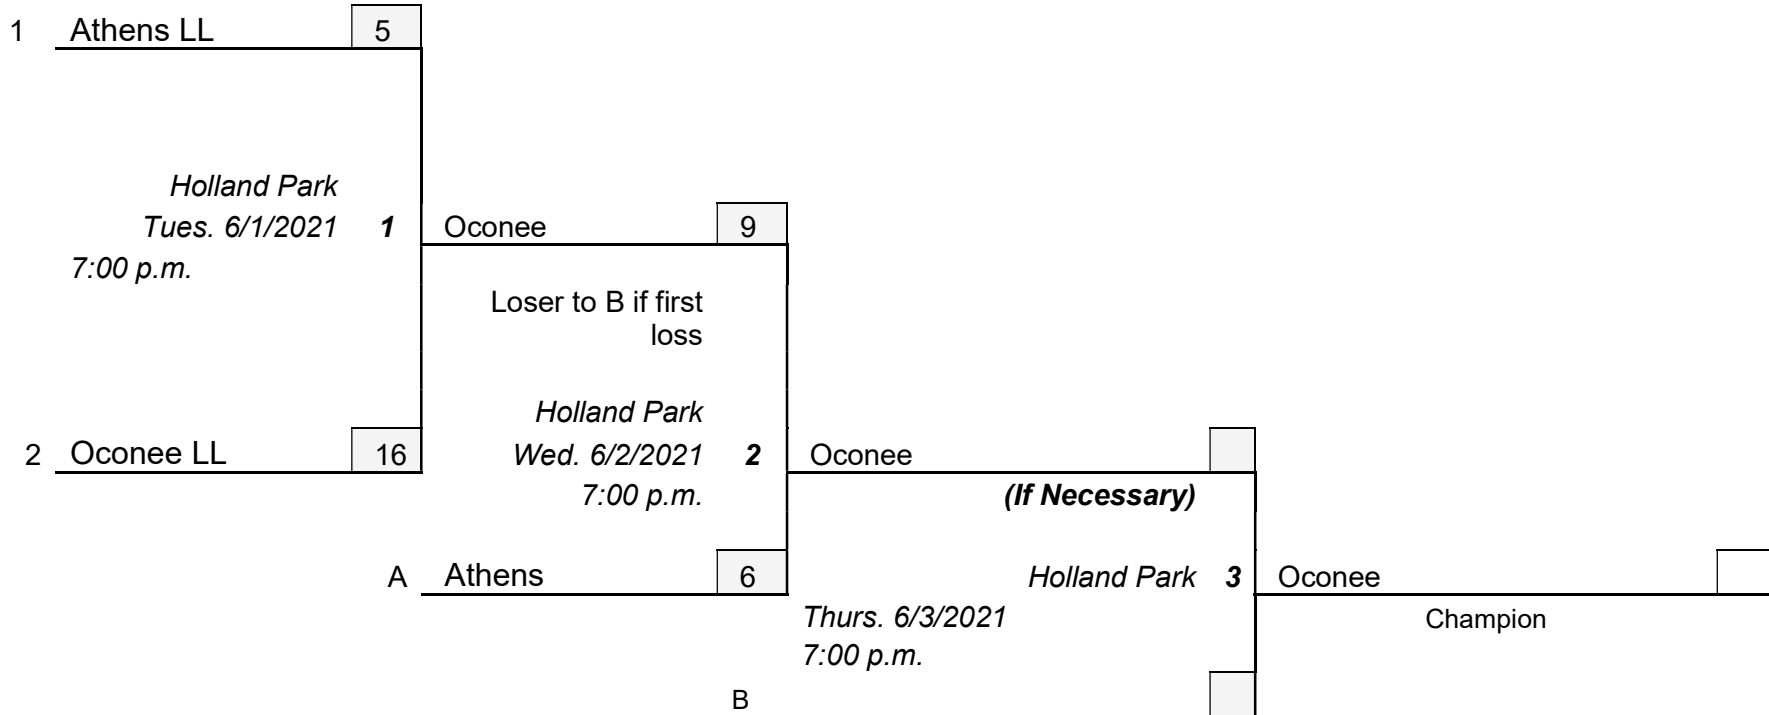 1 Athens LL 5
Holland Park
Tues. 6/1/2021 1 Oconee 9
7:00 p.m.
Loser to B if first
loss
Holland Park
2 Oconee LL 16 Wed. 6/2/2021 2 Oconee
7:00 p.m. (If Necessary)
A Athens 6 Holland Park 3 Oconee
Thurs. 6/3/2021 Champion
7:00 p.m.
B